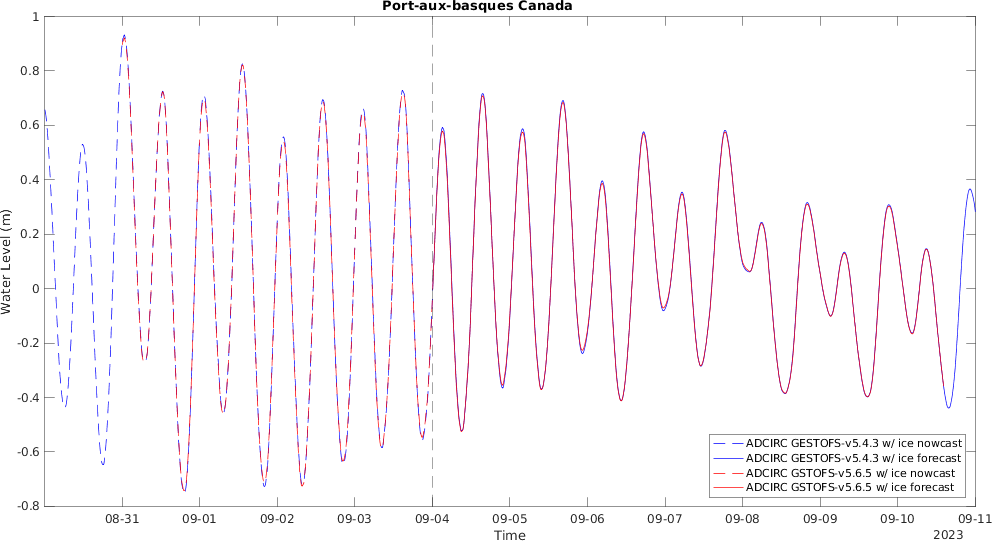 Port-aux-basques Canada
Water Level (m)
1
0.8
0.6
0.4
0.2
0
-0.2
-0.4
-0.6
-0.8
ADCIRC GESTOFS-v5.4.3 w/ ice nowcast
ADCIRC GESTOFS-v5.4.3 w/ ice forecast
ADCIRC GSTOFS-v5.6.5 w/ ice nowcast
ADCIRC GSTOFS-v5.6.5 w/ ice forecast
08-31 09-01 09-02 09-03 09-04 09-05 09-06 09-07 09-08 09-09 09-10 09-11
Time
2023